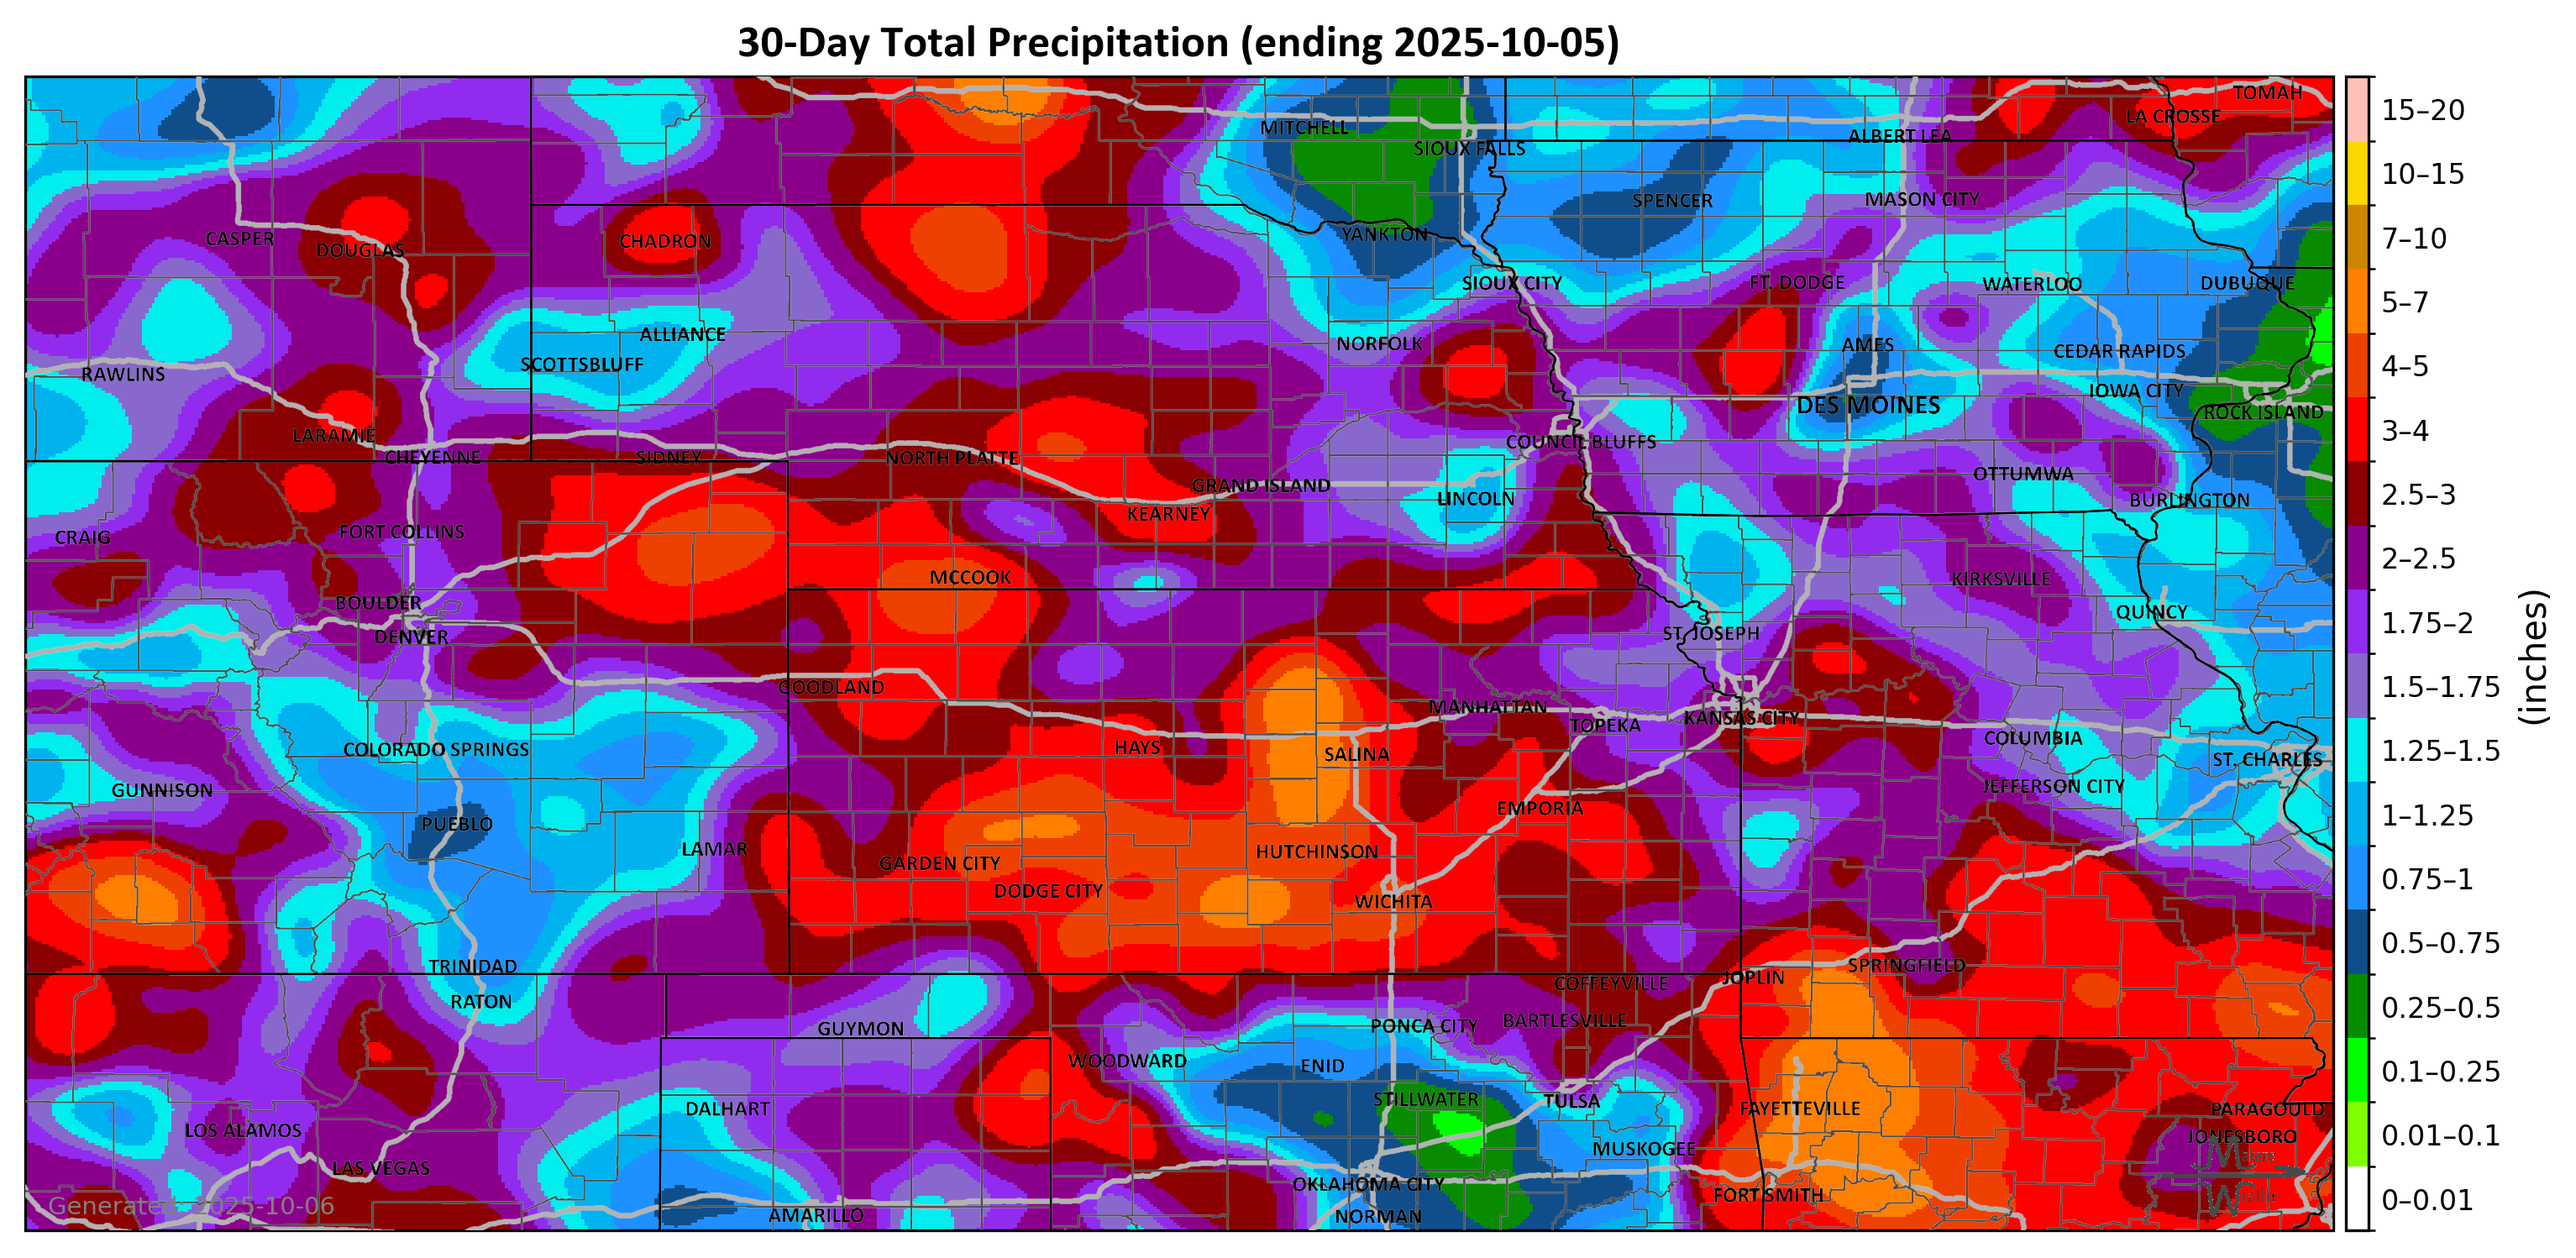 30-Day Total Precipitation (ending 2025-10-05)
TOMAH
LA CROSSE
MITCHELL
ALBERT LEA
SIOUX FALLS
SPENCER
MASON CITY
YANKTON
CASPER
DOUGLAS
CHADRON
SIOUX CITY
FT. DODGE
WATERLOO
DUBUQUE
ALLIANCE
NORFOLK
AMES
CEDAR RAPIDS
SCOTTSBLUFF
RAWLINS
IOWA CITY
DES MOINES
ROCK ISLAND
LARAMIE
COUNCIL BLUFFS
CHEYENNE
SIDNEY
NORTH PLATTE
OTTUMWA
GRAND ISLAND
LINCOLN
BURLINGTON
KEARNEY
FORT COLLINS
CRAIG
MCCOOK
KIRKSVILLE
BOULDER
QUINCY
DENVER
ST. JOSEPH
GOODLAND
MANHATTAN
KANSAS CITY
TOPEKA
COLUMBIA
COLORADO SPRINGS
HAYS
SALINA
ST. CHARLES
GUNNISON
JEFFERSON CITY
EMPORIA
PUEBLO
LAMAR
HUTCHINSON
GARDEN CITY
DODGE CITY
WICHITA
TRINIDAD
SPRINGFIELD
JOPLIN
COFFEYVILLE
RATON
BARTLESVILLE
PONCA CITY
GUYMON
WOODWARD
ENID
STILLWATER
TULSA
DALHART
FAYETTEVILLE
PARAGOULD
LOS ALAMOS
JONESBORO
MUSKOGEE
LAS VEGAS
OKLAHOMA CITY
FORT SMITH
AMARILLO
NORMAN
Generated: 2025-10-06
15–20
10–15
7–10
5–7
4–5
3–4
2.5–3
2–2.5
1.75–2
1.5–1.75
1.25–1.5
1–1.25
0.75–1
0.5–0.75
0.25–0.5
0.1–0.25
0.01–0.1
0–0.01
(inches)